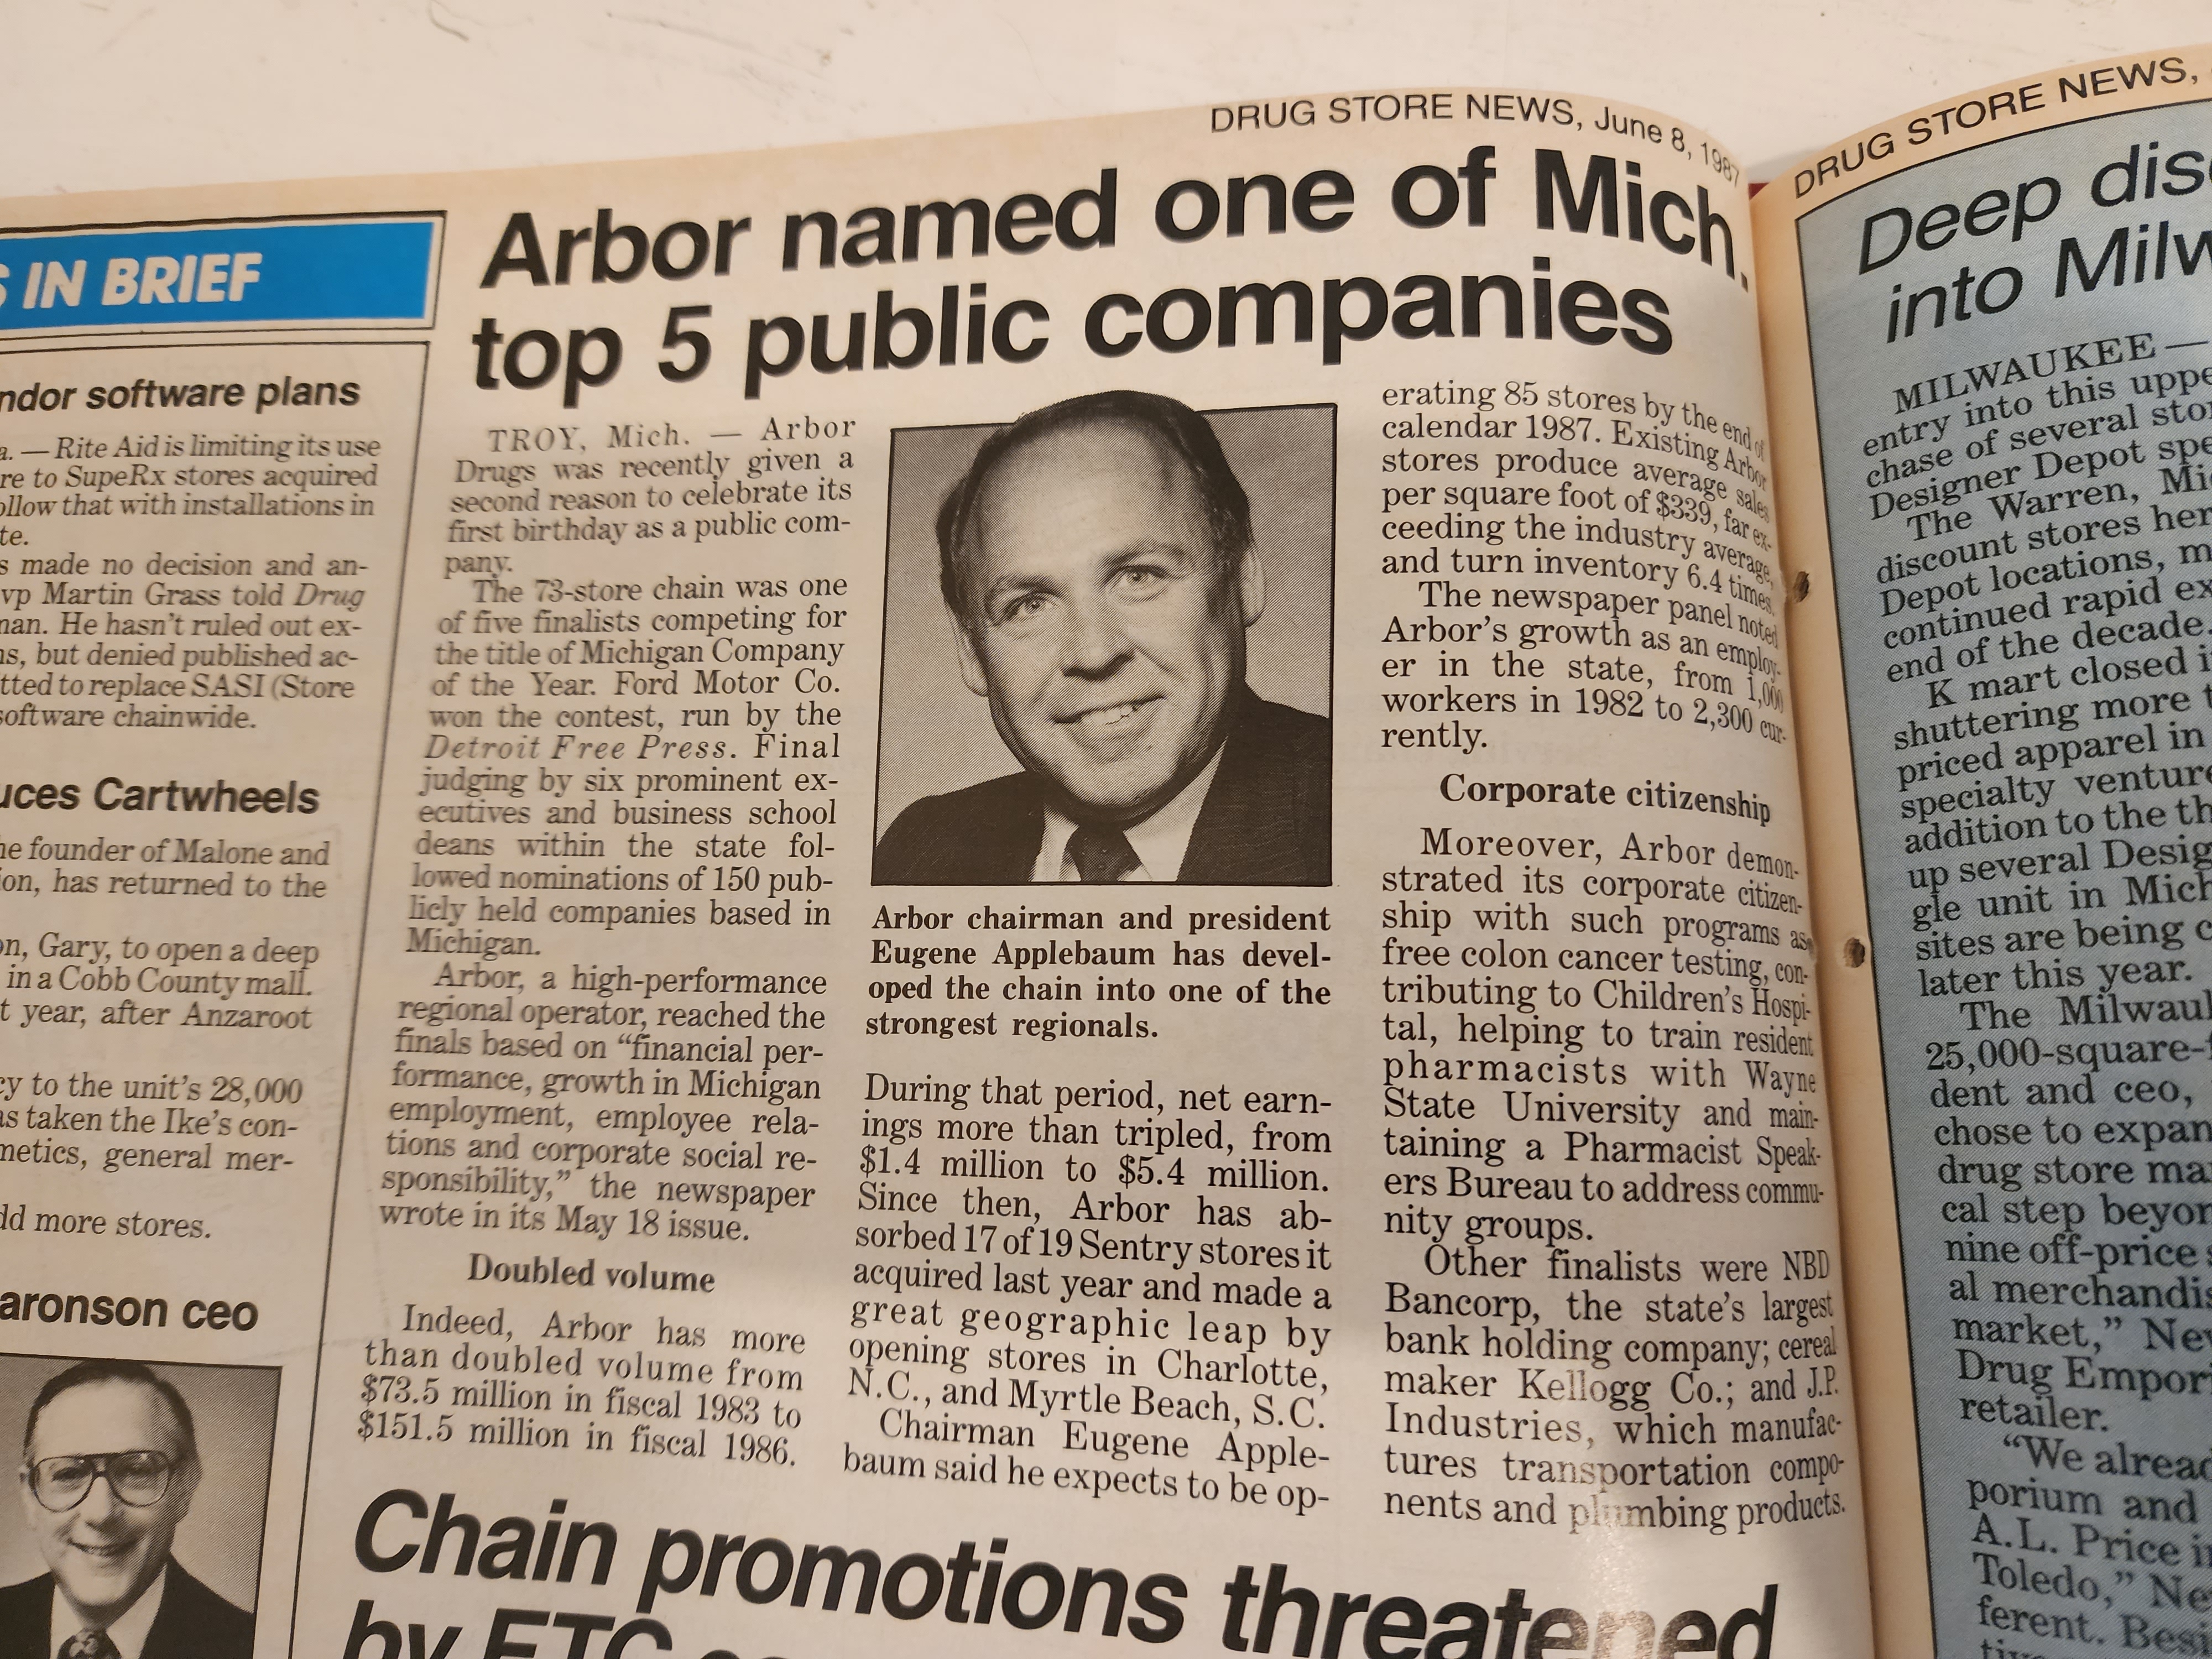 DRUG STORE NEWS, June 8, 1987
S IN BRIEF
ndor software plans
a. — Rite Aid is limiting its use
re to SupeRx stores acquired
ollow that with installations in
te.
s made no decision and an-
vp Martin Grass told Drug
man. He hasn't ruled out ex-
ns, but denied published ac-
tted to replace SASI (Store
software chainwide.
uces Cartwheels
he founder of Malone and
ion, has returned to the
on, Gary, to open a deep
in a Cobb County mall.
t year, after Anzaroot
cy to the unit's 28,000
as taken the Ike's con-
metics, general mer-
dd more stores.
aronson ceo
Arbor named one of Mich.
top 5 public companies
TROY, Mich. — Arbor
Drugs was recently given a
second reason to celebrate its
first birthday as a public com-
pany.
The 73-store chain was one
of five finalists competing for
the title of Michigan Company
of the Year. Ford Motor Co.
won the contest, run by the
Detroit Free Press. Final
judging by six prominent ex-
ecutives and business school
deans within the state fol-
lowed nominations of 150 pub-
licly held companies based in
Michigan.
Arbor, a high-performance
regional operator, reached the
finals based on “financial per-
formance, growth in Michigan
employment, employee rela-
tions and corporate social re-
sponsibility,” the newspaper
wrote in its May 18 issue.
Doubled volume
Indeed, Arbor has more
than doubled volume from
$73.5 million in fiscal 1983 to
$151.5 million in fiscal 1986.
Arbor chairman and president
Eugene Applebaum has devel-
oped the chain into one of the
strongest regionals.
During that period, net earn-
ings more than tripled, from
$1.4 million to $5.4 million.
Since then, Arbor has ab-
sorbed 17 of 19 Sentry stores it
acquired last year and made a
great geographic leap by
opening stores in Charlotte,
N.C., and Myrtle Beach, S.C.
Chairman Eugene Apple-
baum said he expects to be op-
erating 85 stores by the end of
calendar 1987. Existing Arbor
stores produce average sales
per square foot of $339, far ex-
ceeding the industry average,
and turn inventory 6.4 times.
The newspaper panel noted
Arbor's growth as an employ-
er in the state, from 1,000
workers in 1982 to 2,300 cur-
rently.
Corporate citizenship
Moreover, Arbor demon-
strated its corporate citizen-
ship with such programs as
free colon cancer testing, con-
tributing to Children's Hospi-
tal, helping to train resident
pharmacists with Wayne
State University and main-
taining a Pharmacist Speak-
ers Bureau to address commu-
nity groups.
Other finalists were NBD
Bancorp, the state's largest
bank holding company; cereal
maker Kellogg Co.; and J.P.
Industries, which manufac-
tures transportation compo-
nents and plumbing products.
Chain promotions threatened
by FTC
DRUG STORE NEWS,
Deep dis
into Milw
MILWAUKEE —
entry into this uppe
chase of several sto
Designer Depot spe
The Warren, Mi
discount stores her
Depot locations, m
continued rapid ex
end of the decade.
K mart closed i
shuttering more t
priced apparel in
specialty venture
addition to the th
up several Desig
gle unit in Mich
sites are being c
later this year.
The Milwaul
25,000-square-f
dent and ceo,
chose to expan
drug store ma
cal step beyon
nine off-price s
al merchandis
market,” Nev
Drug Empor
retailer.
“We alread
porium and
A.L. Price in
Toledo,” Ne
ferent. Besi
tive